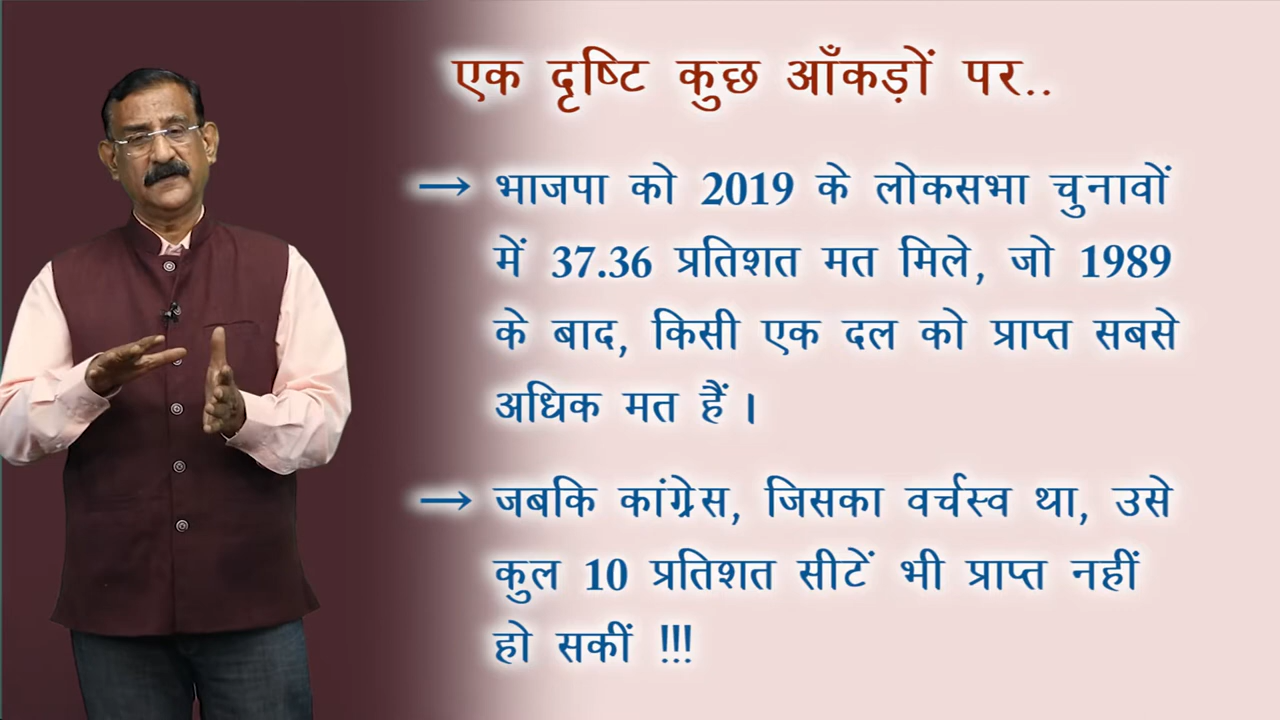 एक दृष्टि कुछ आँकड़ों पर..
→ भाजपा को 2019 के लोकसभा चुनावों
में 37.36 प्रतिशत मत मिले, जो 1989
के बाद, किसी एक दल को प्राप्त सबसे
अधिक मत हैं ।
→ जबकि कांग्रेस, जिसका वर्चस्व था, उसे
कुल 10 प्रतिशत सीटें भी प्राप्त नहीं
हो सकीं !!!